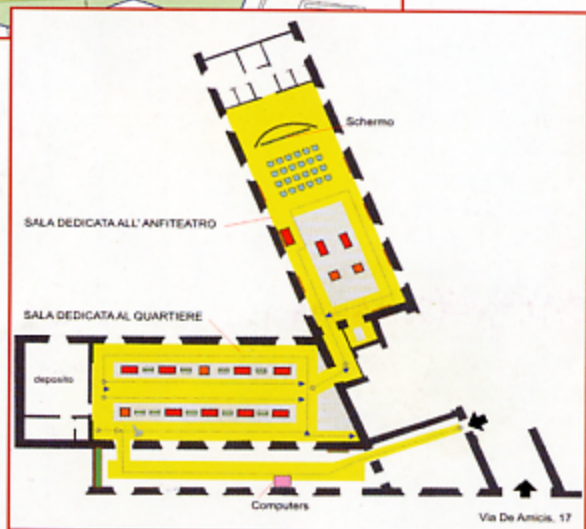 Schermo
SALA DEDICATA ALL' ANFITEATRO
SALA DEDICATA AL QUARTIERE
deposito
Computers
Via De Amicis, 17